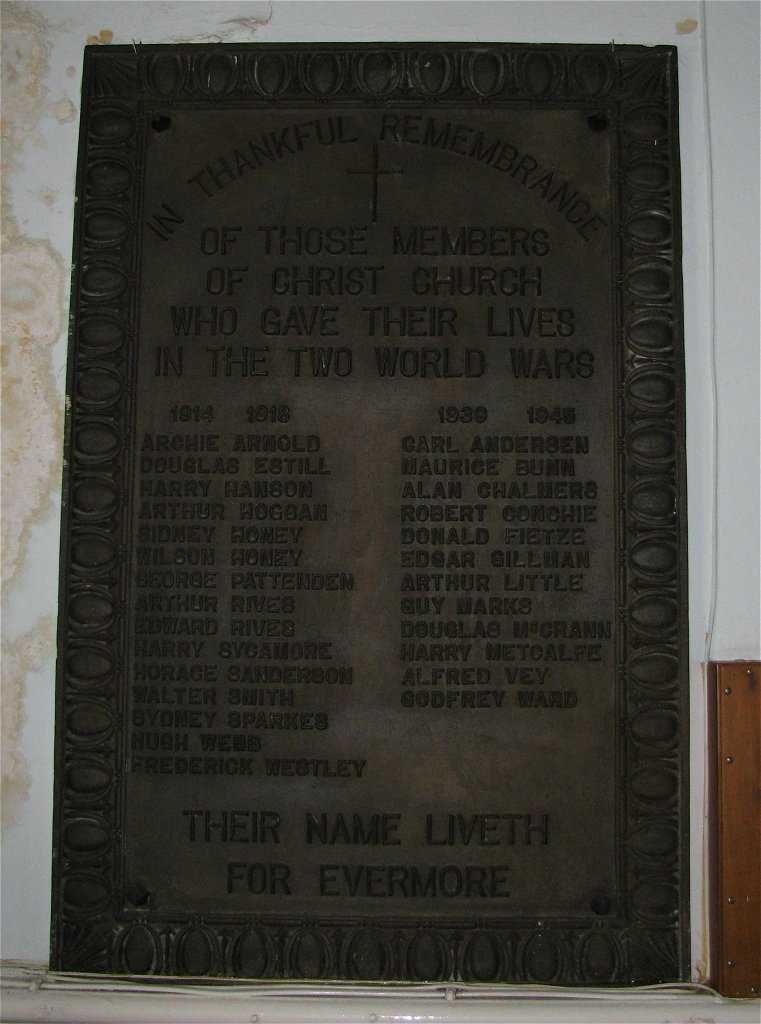 IN THANKFUL REMEMBRANCE
OF THOSE MEMBERS
OF CHRIST CHURCH
WHO GAVE THEIR LIVES
IN THE TWO WORLD WARS
1914 1918
ARCHIE ARNOLD
DOUGLAS ESTILL
HARRY HANSON
ARTHUR HOGBAN
SIDNEY HONEY
WILSON HONEY
GEORGE PATTENDEN
ARTHUR RIVES
EDWARD RIVES
HARRY SYCAMORE
HORACE SANDERSON
WALTER SMITH
SYDNEY SPARKES
HUGH WEBB
FREDERICK WESTLEY
1939 1945
CARL ANDERSEN
MAURICE BUNN
ALAN CHALMERS
ROBERT CONCHIE
DONALD FIETZE
EDGAR GILLMAN
ARTHUR LITTLE
GUY MARKS
DOUGLAS McCRANN
HARRY METCALFE
ALFRED VEY
GODFREY WARD
THEIR NAME LIVETH
FOR EVERMORE